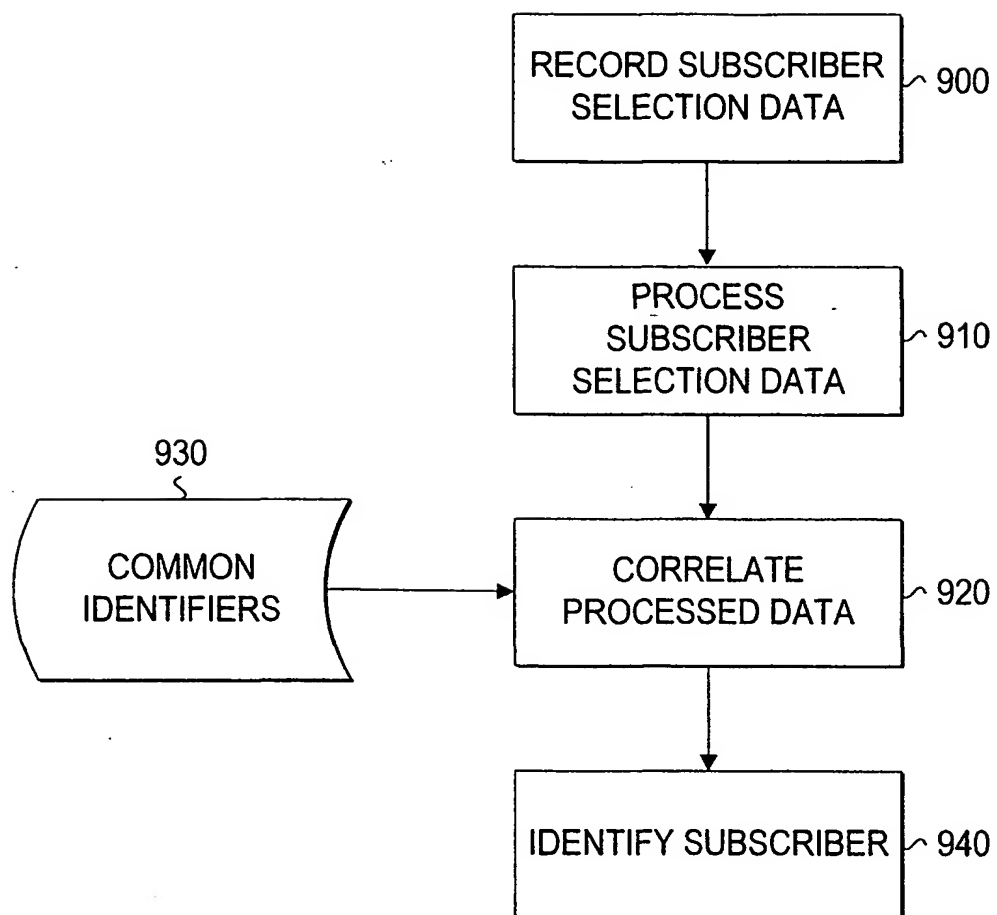 RECORD SUBSCRIBER
SELECTION DATA
900
PROCESS
SUBSCRIBER
SELECTION DATA
910
930
COMMON
IDENTIFIERS
CORRELATE
PROCESSED DATA
920
IDENTIFY SUBSCRIBER
940